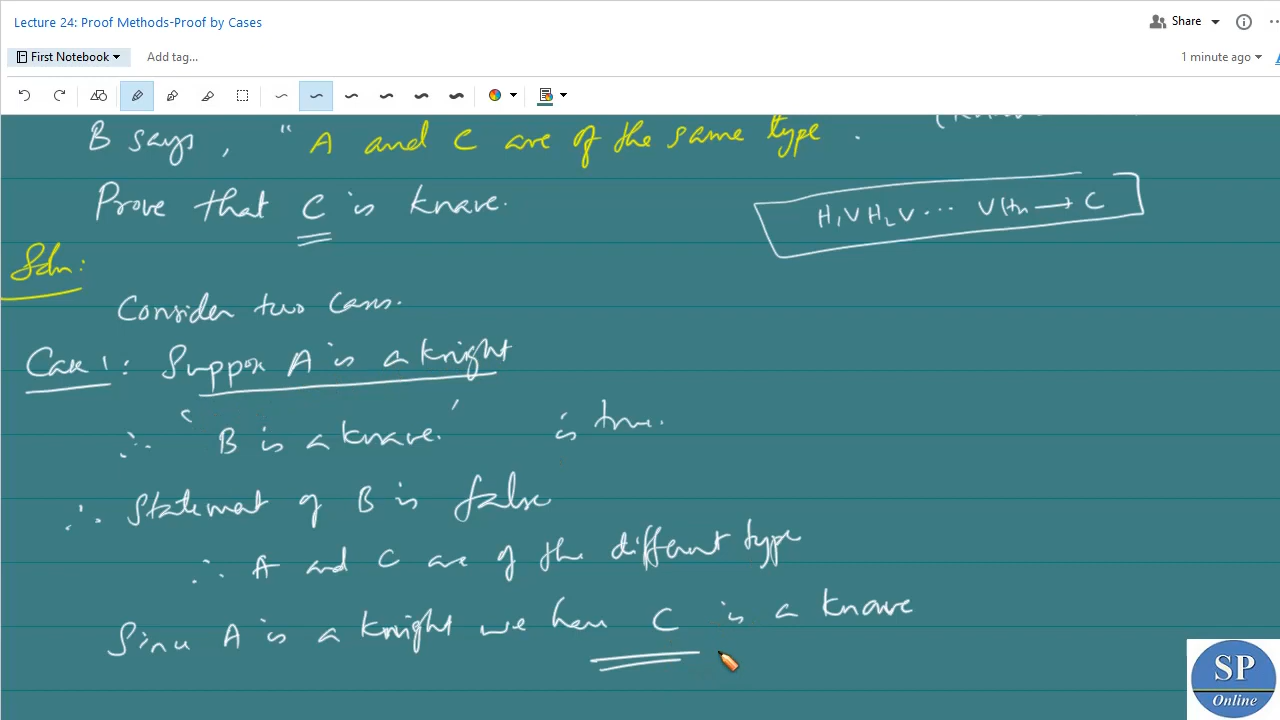 Lecture 24: Proof Methods-Proof by Cases
Share
First Notebook
Add tag...
1 minute ago
B says, " A and C are of the same type .
Prove that C is knave.
H₁ V H₂ V ... V Hn → C
Soln:
Consider two cases.
Case 1: Suppose A is a knight
∴ ' B is a knave. ' is true.
∴ Statement of B is false
∴ A and C are of the different type
Since A is a knight we have C is a knave
SP
Online